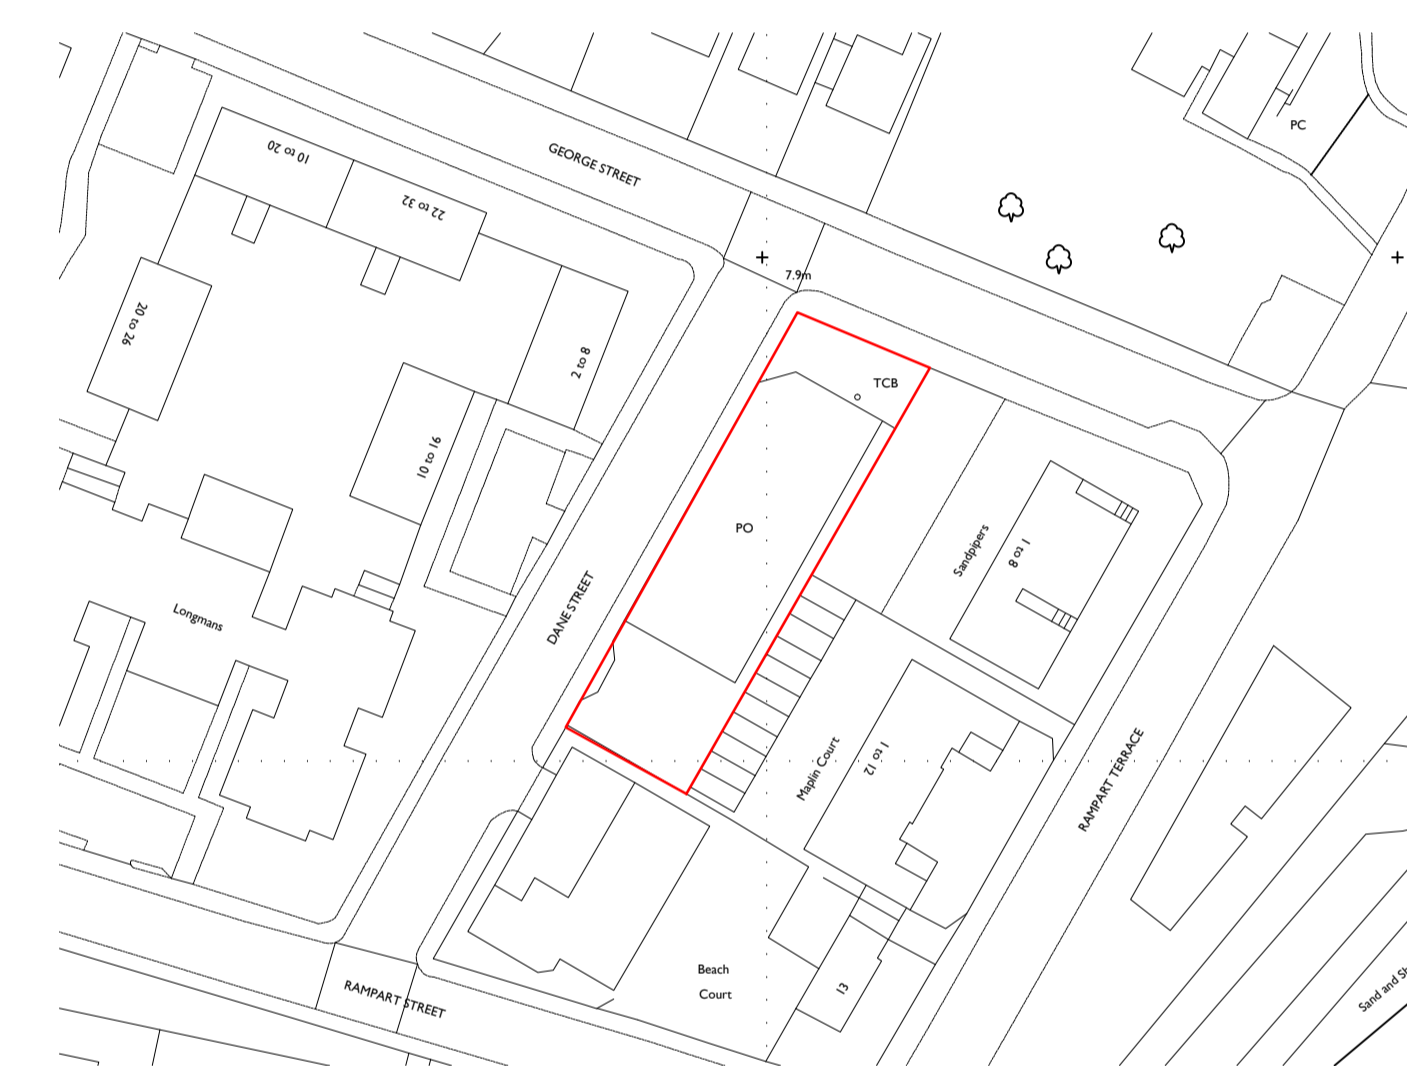 PC
GEORGE STREET
10 to 20
22 to 32
7.9m
20 to 26
2 to 8
TCB
10 to 16
PO
Sandpipers
1 to 8
DANE STREET
Longmans
Maplin Court
1 to 12
RAMPART TERRACE
Beach
Court
13
RAMPART STREET
Sand and